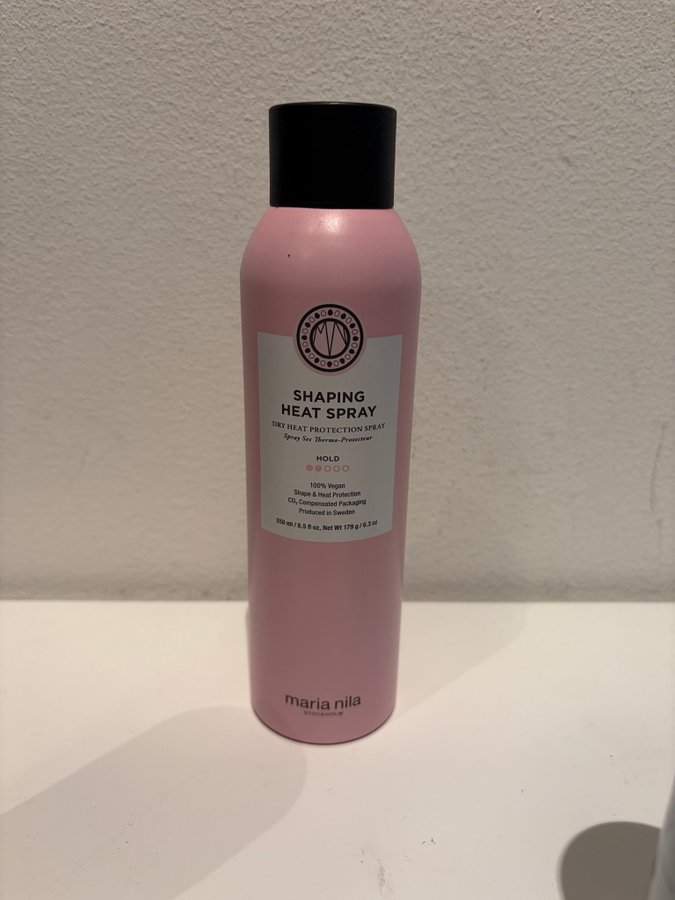 MN
SHAPING
HEAT SPRAY
DRY HEAT PROTECTION SPRAY
Spray Sec Thermo-Protecteur
HOLD
100% Vegan
Shape & Heat Protection
CO₂ Compensated Packaging
Produced in Sweden
250 ml / 8.5 fl oz, Net Wt 179 g / 6.3 oz
maria nila
STOCKHOLM